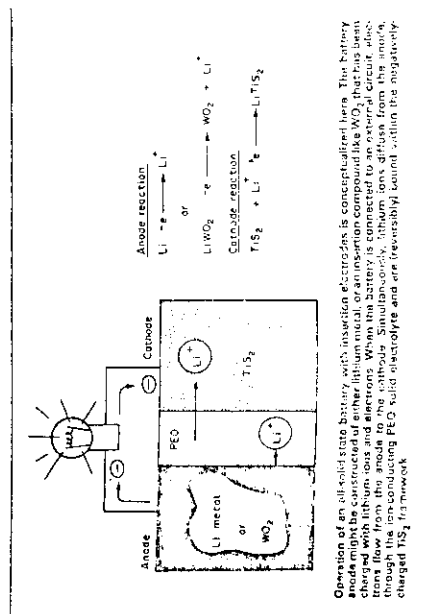 Anode
Cathode
Li metal
or
WO₂
PEO
Li⁺
Li⁺
TiS₂
Anode reaction
Li -e → Li⁺
or
LiWO₂ -e → WO₂ + Li⁺
Cathode reaction
TiS₂ + Li⁺ +e → LiTiS₂
Operation of an all-solid state battery with insertion electrodes is conceptualized here. The battery
anode might be constructed of either lithium metal, or an insertion compound like WO₂ that has been
charged with lithium ions and electrons. When the battery is connected to an external circuit, elec-
trons flow from the anode to the cathode. Simultaneously, lithium ions diffuse from the anode,
through the ion-conducting PEO solid electrolyte and are (reversibly) bound within the negatively-
charged TiS₂ framework